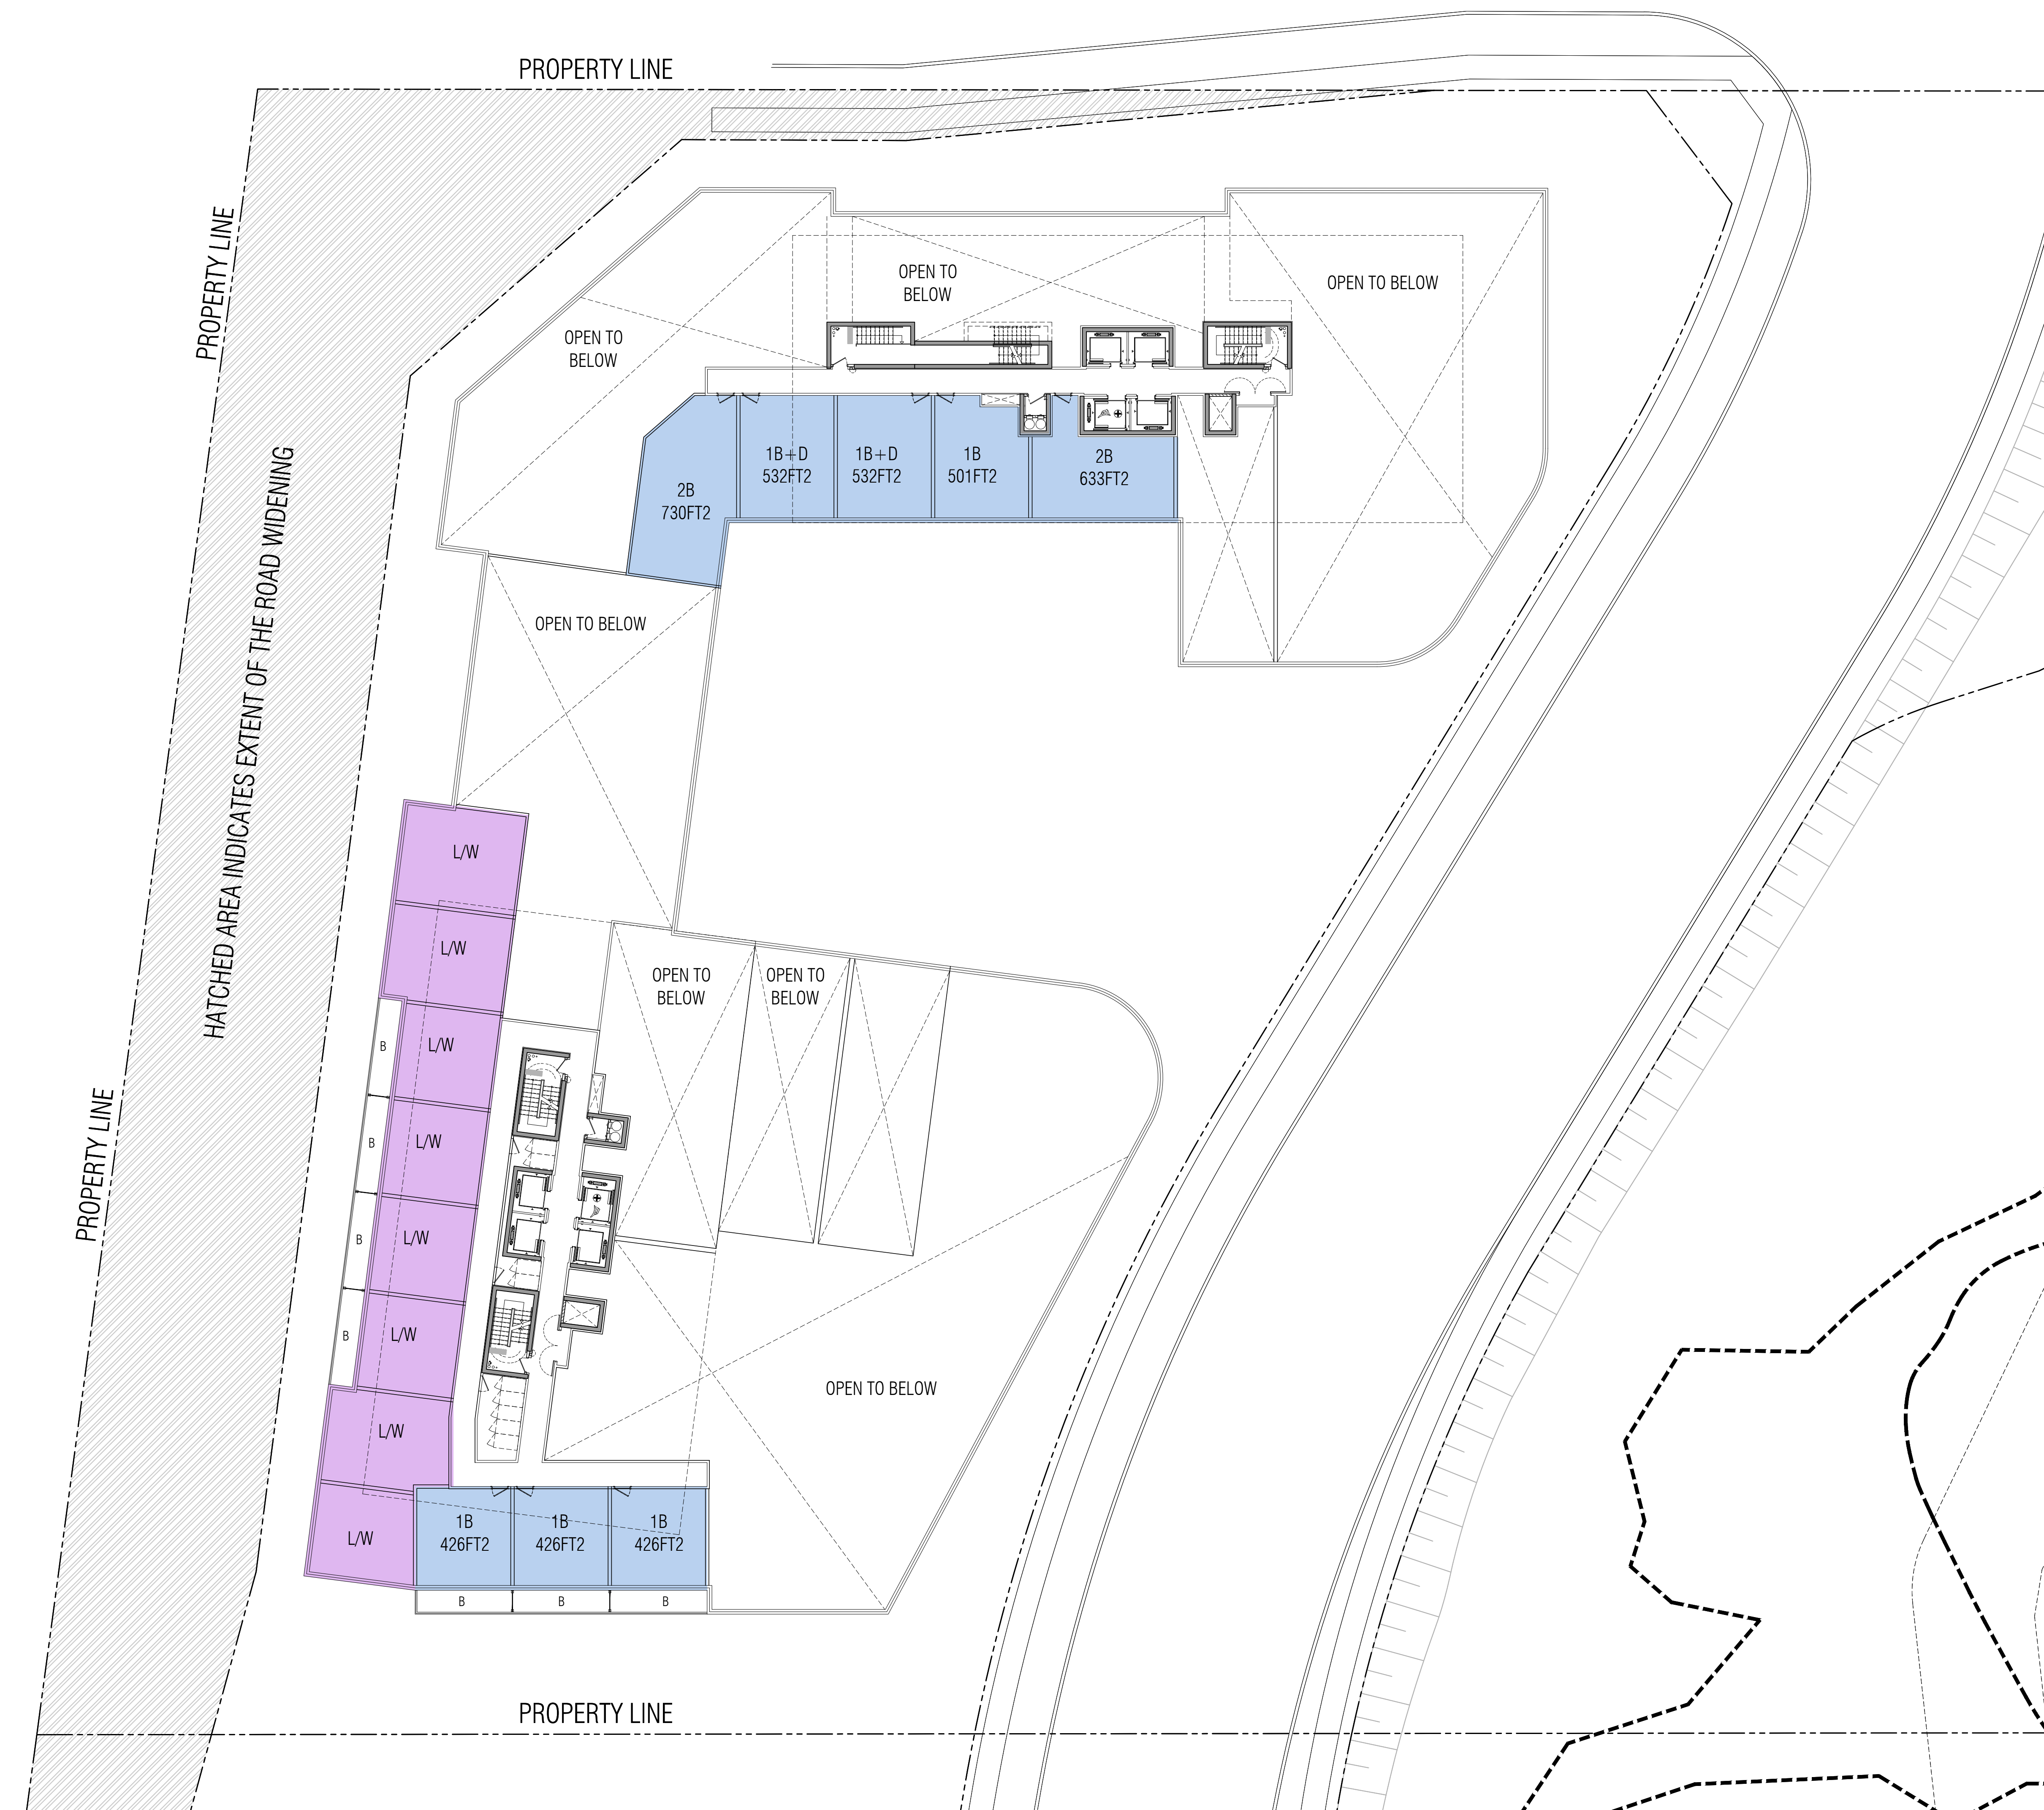 PROPERTY LINE
PROPERTY LINE
HATCHED AREA INDICATES EXTENT OF THE ROAD WIDENING
PROPERTY LINE
OPEN TO
BELOW
OPEN TO
BELOW
OPEN TO BELOW
2B
730FT2
1B+D
532FT2
1B+D
532FT2
1B
501FT2
2B
633FT2
OPEN TO BELOW
L/W
L/W
L/W
L/W
L/W
L/W
L/W
L/W
B
B
B
B
OPEN TO
BELOW
OPEN TO
BELOW
OPEN TO BELOW
1B
426FT2
1B
426FT2
1B
426FT2
B
B
B
PROPERTY LINE